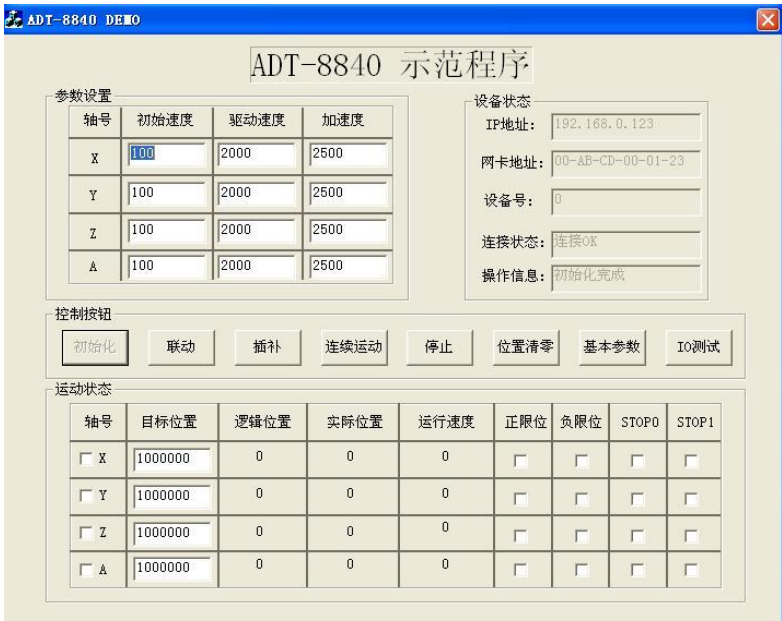 ADT-8840 DEMO
ADT-8840 示范程序
参数设置
轴号 初始速度 驱动速度 加速度
X 100 2000 2500
Y 100 2000 2500
Z 100 2000 2500
A 100 2000 2500
设备状态
IP地址: 192.168.0.123
网卡地址: 00-AB-CD-00-01-23
设备号: 0
连接状态: 连接OK
操作信息: 初始化完成
控制按钮
初始化 联动 插补 连续运动 停止 位置清零 基本参数 IO测试
运动状态
轴号 目标位置 逻辑位置 实际位置 运行速度 正限位 负限位 STOP0 STOP1
X 1000000 0 0 0
Y 1000000 0 0 0
Z 1000000 0 0 0
A 1000000 0 0 0